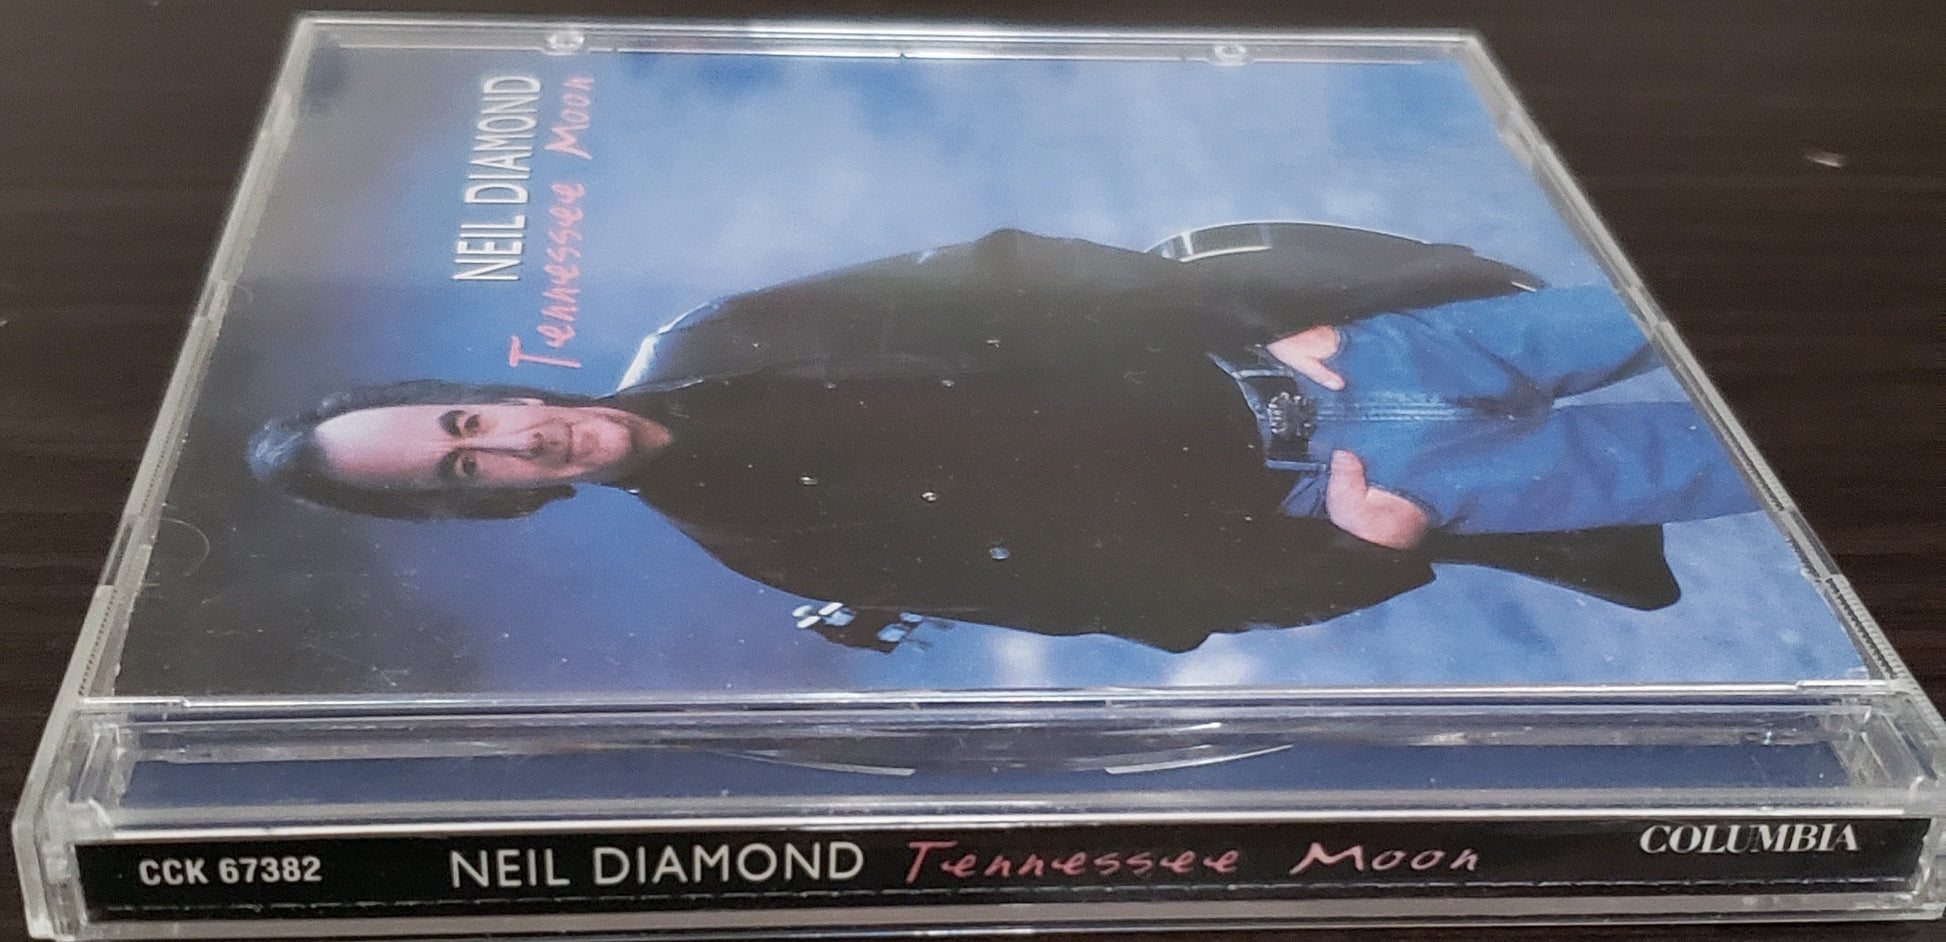 NEIL DIAMOND
Tennessee Moon
CCK 67382 NEIL DIAMOND Tennessee Moon COLUMBIA